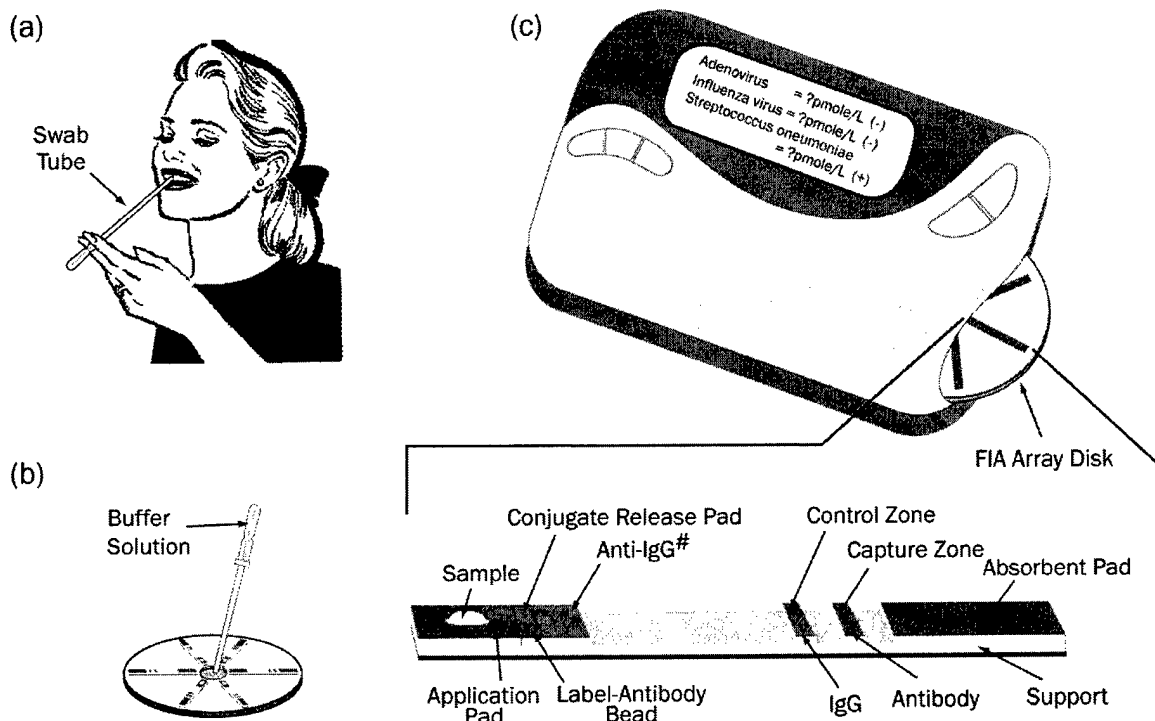 (a)
Swab
Tube
(c)
Adenovirus = ?pmole/L (-)
Influenza virus = ?pmole/L (-)
Streptococcus oneumoniae
= ?pmole/L (+)
FIA Array Disk
(b)
Buffer
Solution
Conjugate Release Pad
Anti-IgG#
Sample
Control Zone
Capture Zone
Absorbent Pad
Application
Pad
Label-Antibody
Bead
IgG
Antibody
Support